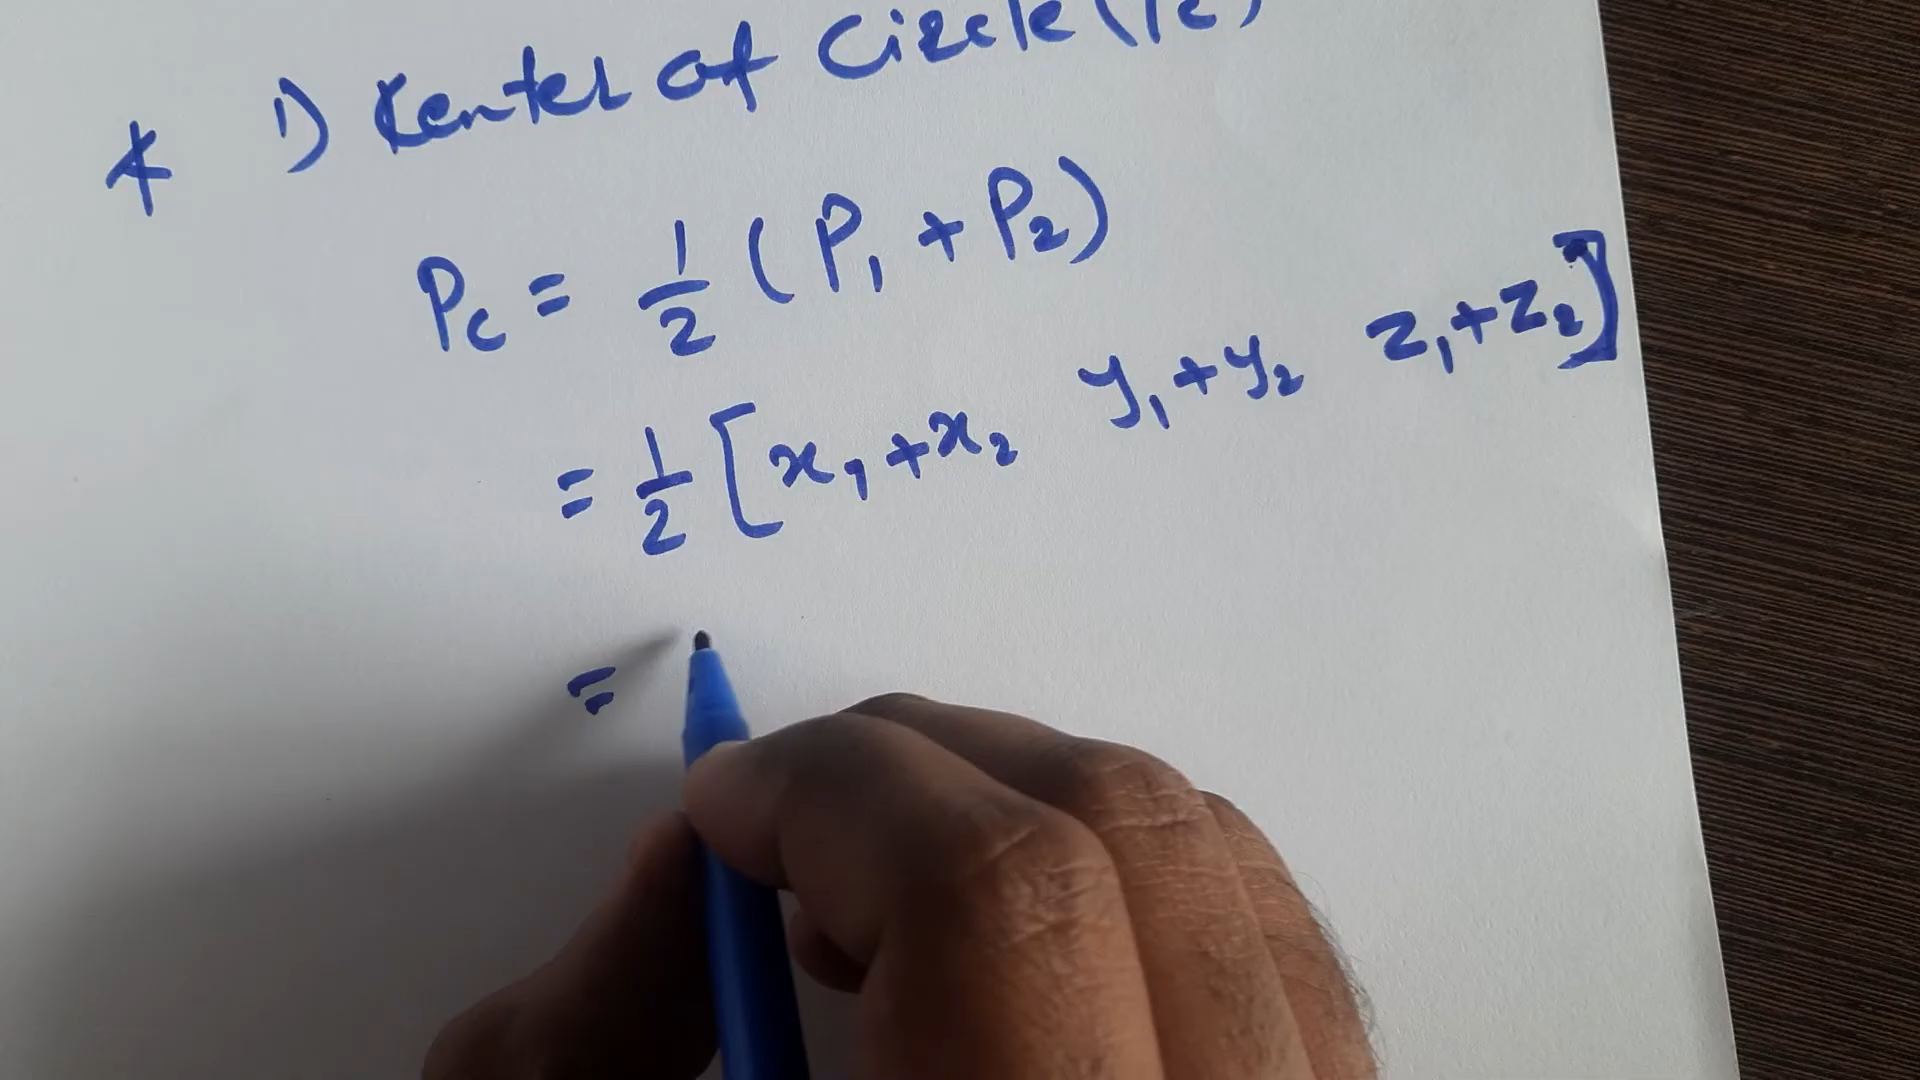 * 1) Center of Circle (Pc)
Pc = 1/2 (P₁ + P₂)
= 1/2 [x₁ + x₂ y₁ + y₂ z₁ + z₂]
=